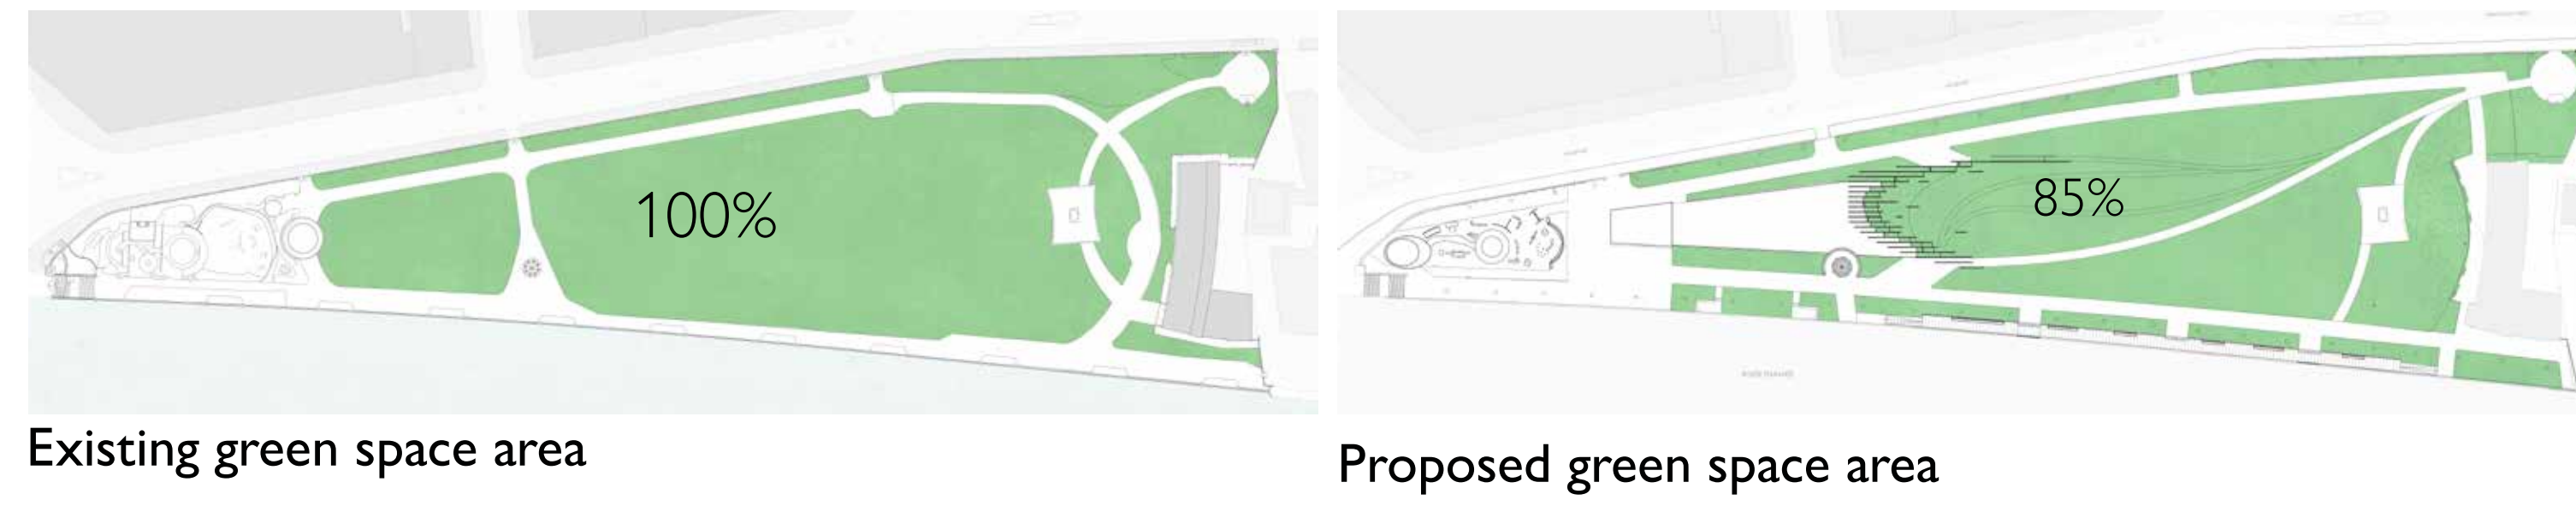 100%
85%
Existing green space area
Proposed green space area